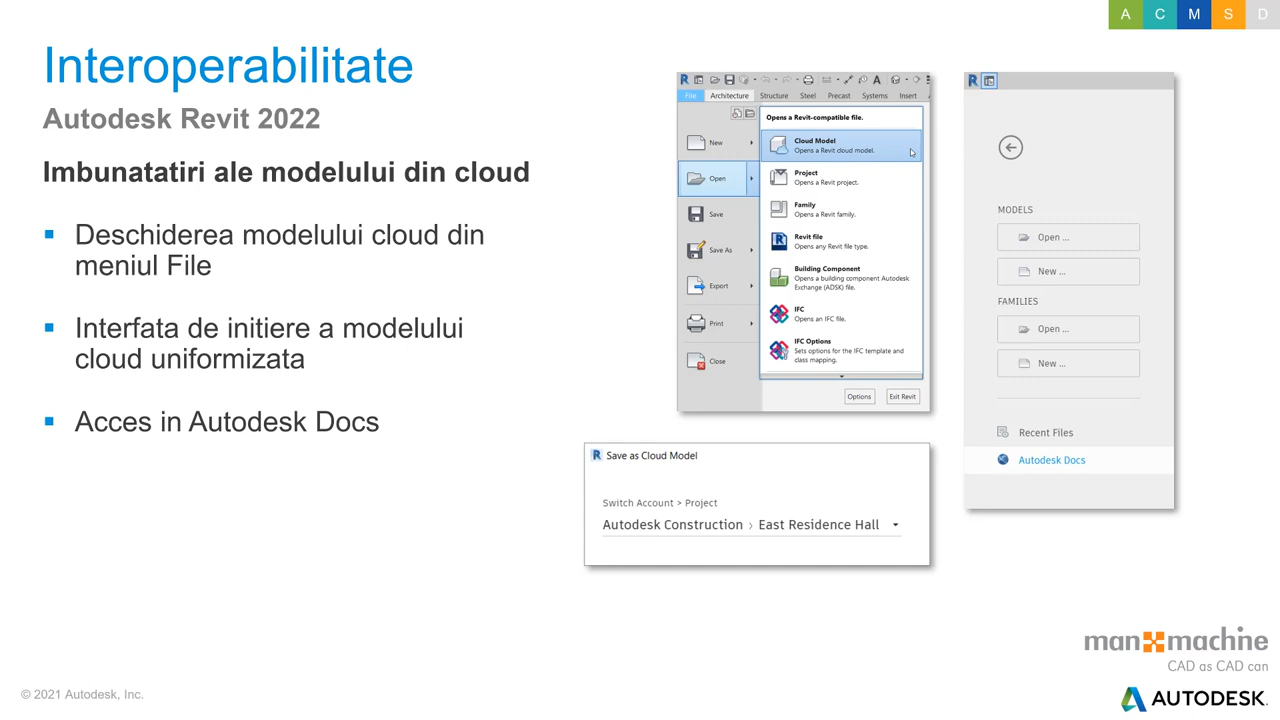 A C M S D
Interoperabilitate
Autodesk Revit 2022
Imbunatatiri ale modelului din cloud
Deschiderea modelului cloud din
meniul File
Interfata de initiere a modelului
cloud uniformizata
Acces in Autodesk Docs
File Architecture Structure Steel Precast Systems Insert
Opens a Revit-compatible file.
New
Open
Save
Save As
Export
Print
Close
Cloud Model
Opens a Revit cloud model.
Project
Opens a Revit project.
Family
Opens a Revit family.
Revit file
Opens any Revit file type.
Building Component
Opens a building component Autodesk
Exchange (ADSK) file.
IFC
Opens an IFC file.
IFC Options
Sets options for the IFC template and
class mapping.
Options Exit Revit
MODELS
Open ...
New ...
FAMILIES
Open ...
New ...
Recent Files
Autodesk Docs
Save as Cloud Model
Switch Account > Project
Autodesk Construction › East Residence Hall
man machine
CAD as CAD can
AUTODESK.
© 2021 Autodesk, Inc.